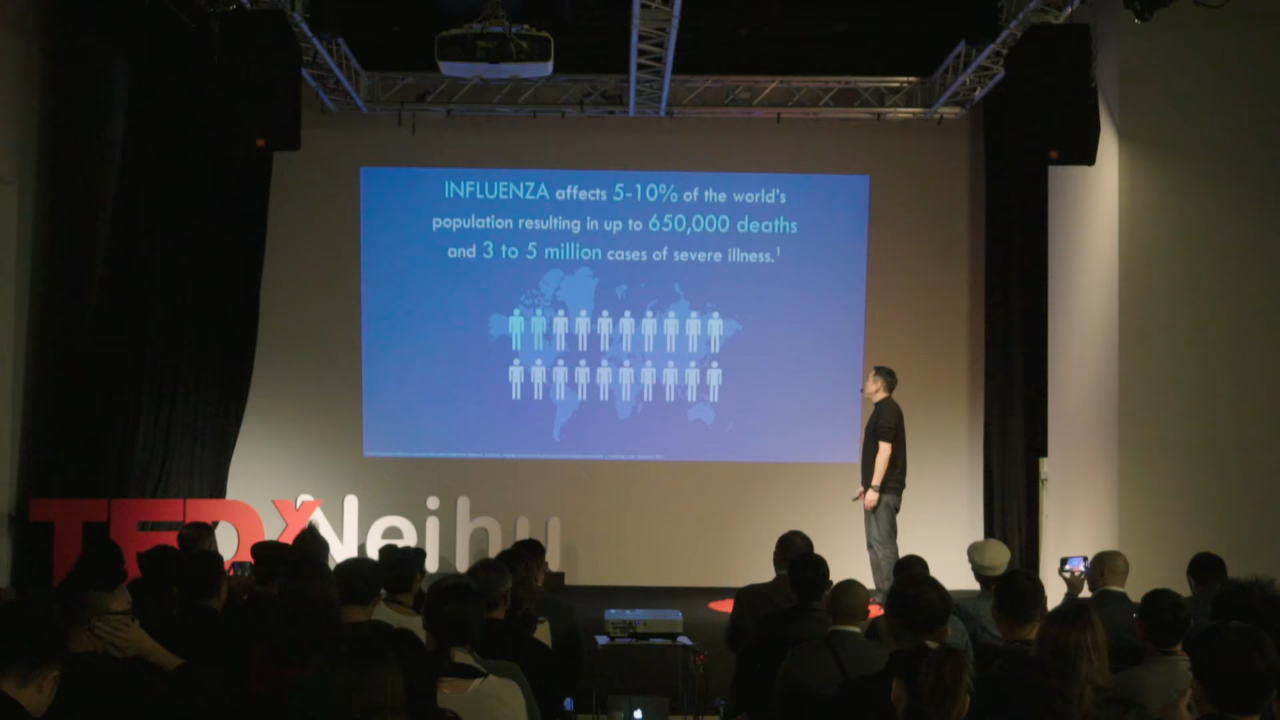 INFLUENZA affects 5-10% of the world's
population resulting in up to 650,000 deaths
and 3 to 5 million cases of severe illness.¹
TEDxNeihu